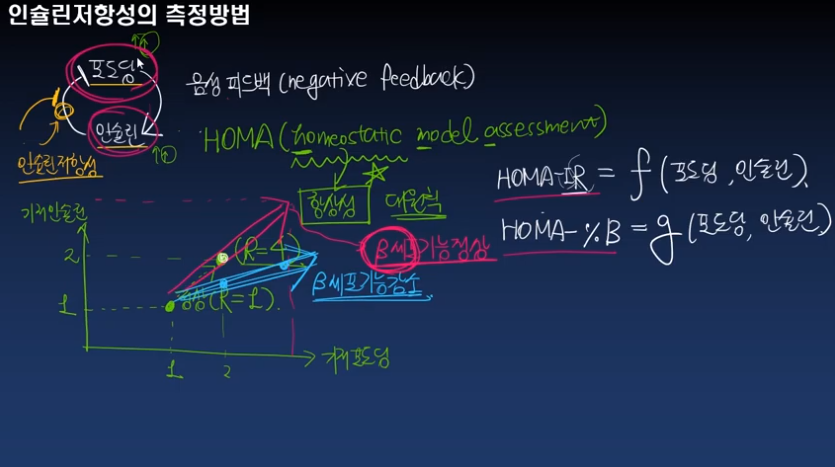 인슐린저항성의 측정방법
포도당
음성 피드백 (negative feedback)
인슐린
HOMA (homeostatic model assessment)
인슐린저항성
항상성 대원칙
HOMA-IR = f (포도당, 인슐린).
HOMA-%B = g (포도당, 인슐린)
기저인슐린
2 (R=4) β세포기능정상
β세포기능감소
1 정상(R=1).
기저포도당
1 2